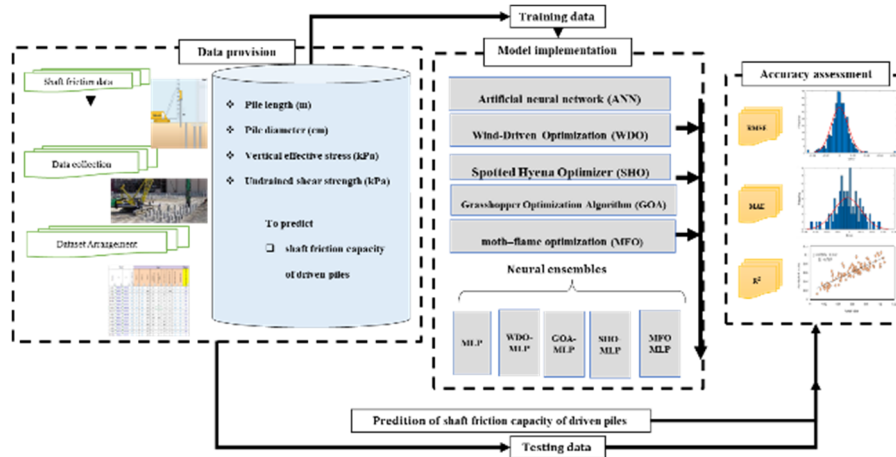 Training data
Data provision
Model implementation
Accuracy assessment
Shaft friction data
Data collection
Dataset Arrangement
❖ Pile length (m)
❖ Pile diameter (cm)
❖ Vertical effective stress (kPa)
❖ Undrained shear strength (kPa)
To predict
❑ shaft friction capacity
of driven piles
Artificial neural network (ANN)
Wind-Driven Optimization (WDO)
Spotted Hyena Optimizer (SHO)
Grasshopper Optimization Algorithm (GOA)
moth–flame optimization (MFO)
Neural ensembles
MLP
WDO-
MLP
GOA-
MLP
SHO-
MLP
MFO
MLP
RMSE
MAE
R²
Predition of shaft friction capacity of driven piles
Testing data